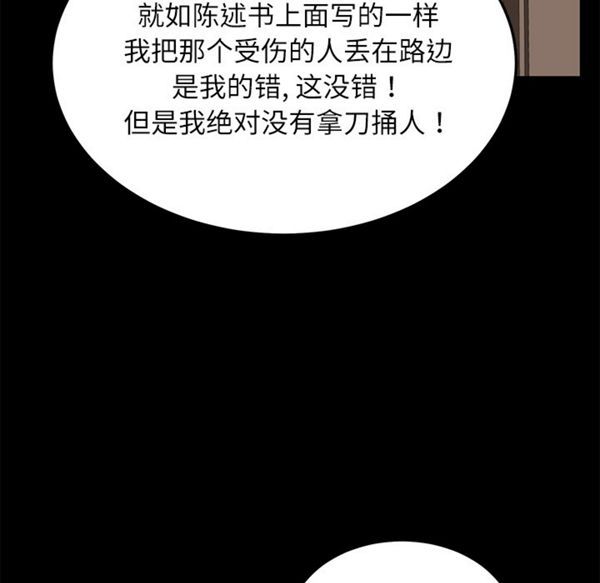 就如陈述书上面写的一样
我把那个受伤的人丢在路边
是我的错, 这没错！
但是我绝对没有拿刀捅人！